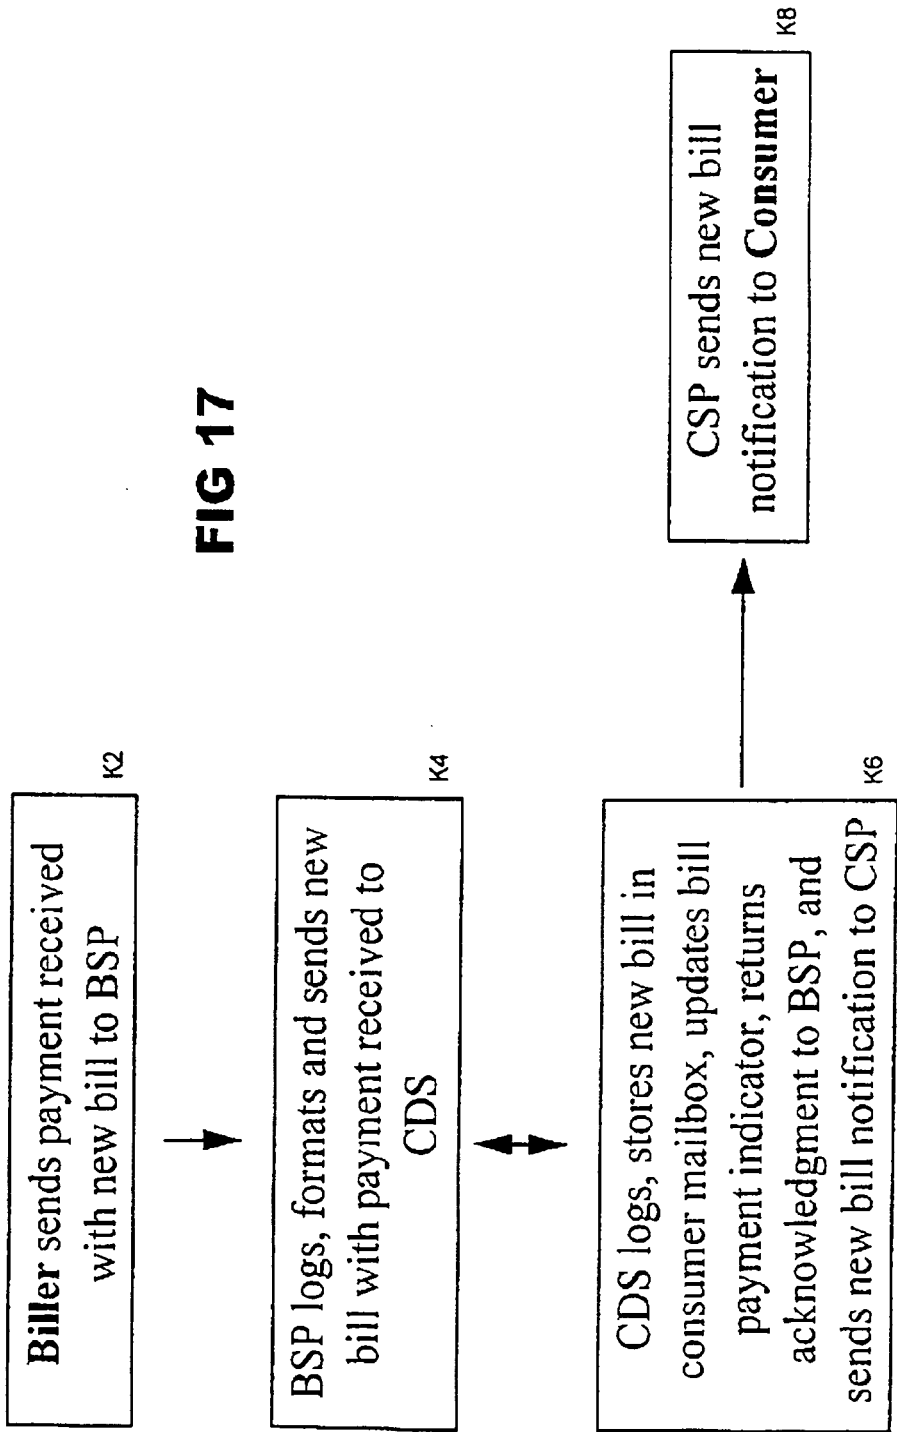 Biller sends payment received
with new bill to BSP
K2
BSP logs, formats and sends new
bill with payment received to
CDS
K4
CDS logs, stores new bill in
consumer mailbox, updates bill
payment indicator, returns
acknowledgment to BSP, and
sends new bill notification to CSP
K6
CSP sends new bill
notification to Consumer
K8
FIG 17